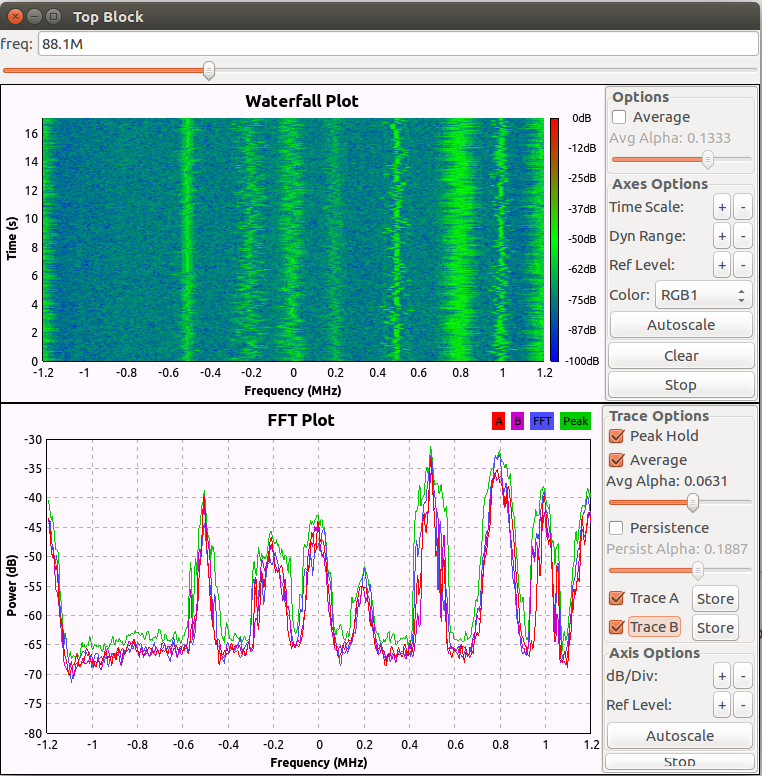 Top Block
freq: 88.1M
Waterfall Plot
Time (s)
16
14
12
10
8
6
4
2
0
-1.2 -1 -0.8 -0.6 -0.4 -0.2 0 0.2 0.4 0.6 0.8 1 1.2
Frequency (MHz)
0dB
-12dB
-25dB
-37dB
-50dB
-62dB
-75dB
-87dB
-100dB
Options
Average
Avg Alpha: 0.1333
Axes Options
Time Scale: + -
Dyn Range: + -
Ref Level: + -
Color: RGB1
Autoscale
Clear
Stop
FFT Plot
A B FFT Peak
Power (dB)
-30
-35
-40
-45
-50
-55
-60
-65
-70
-75
-80
-1.2 -1 -0.8 -0.6 -0.4 -0.2 0 0.2 0.4 0.6 0.8 1 1.2
Frequency (MHz)
Trace Options
Peak Hold
Average
Avg Alpha: 0.0631
Persistence
Persist Alpha: 0.1887
Trace A Store
Trace B Store
Axis Options
dB/Div: + -
Ref Level: + -
Autoscale
Stop